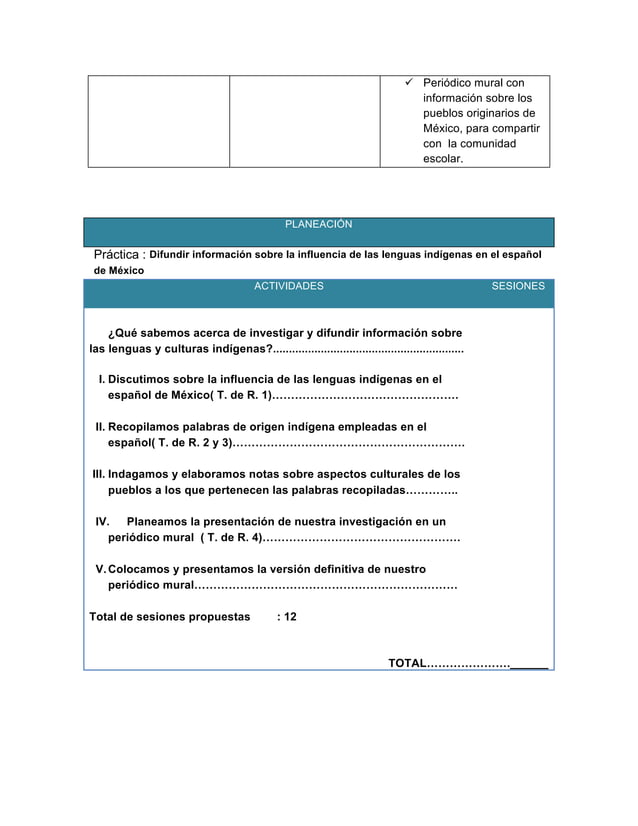 ✓ Periódico mural con
información sobre los
pueblos originarios de
México, para compartir
con la comunidad
escolar.
PLANEACIÓN
Práctica : Difundir información sobre la influencia de las lenguas indígenas en el español
de México
ACTIVIDADES SESIONES
¿Qué sabemos acerca de investigar y difundir información sobre
las lenguas y culturas indígenas?............................................................
I. Discutimos sobre la influencia de las lenguas indígenas en el
español de México( T. de R. 1)………………………………………….
II. Recopilamos palabras de origen indígena empleadas en el
español( T. de R. 2 y 3)…………………………………………………….
III. Indagamos y elaboramos notas sobre aspectos culturales de los
pueblos a los que pertenecen las palabras recopiladas…………..
IV. Planeamos la presentación de nuestra investigación en un
periódico mural ( T. de R. 4)…………………………………………….
V. Colocamos y presentamos la versión definitiva de nuestro
periódico mural……………………………………………………………
Total de sesiones propuestas : 12
TOTAL………………….______